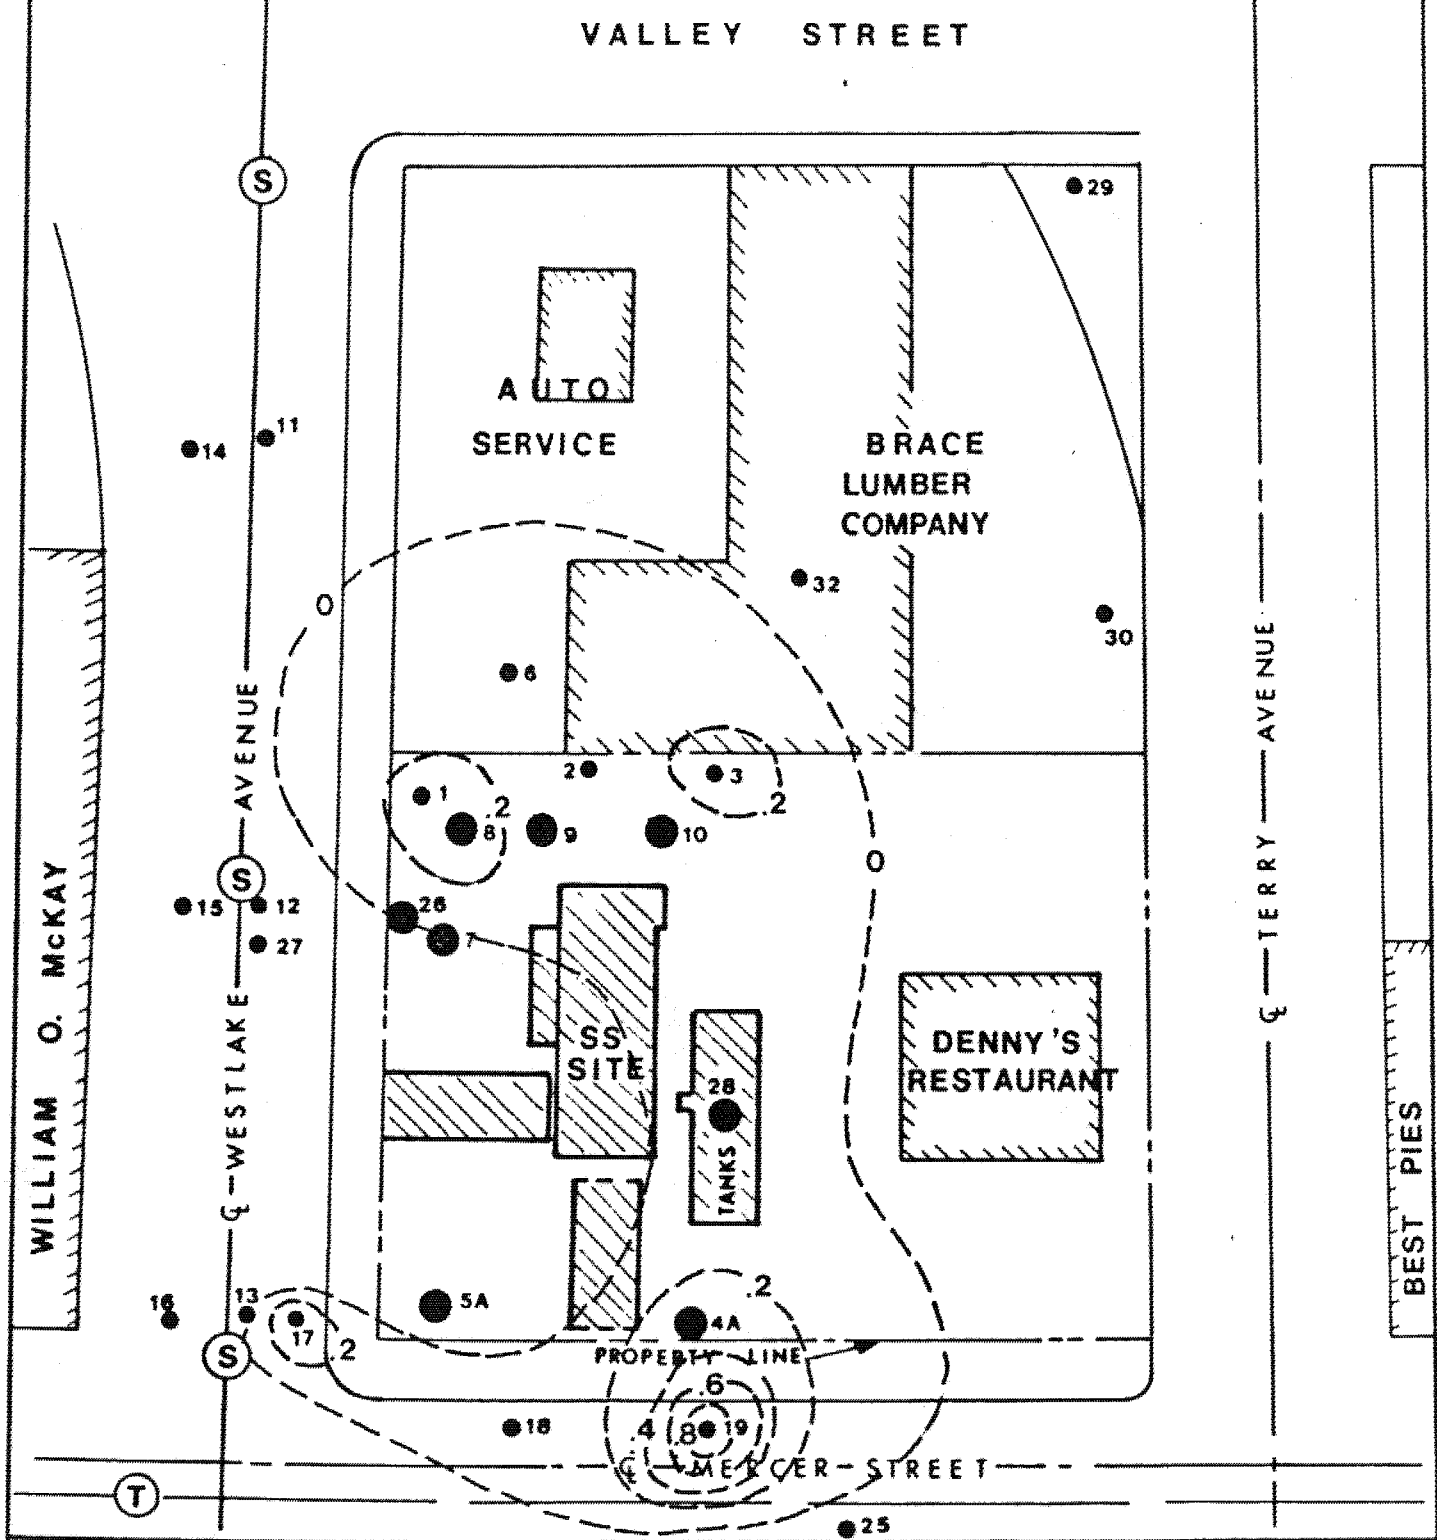 VALLEY STREET
S
29
AUTO
SERVICE
11
14
BRACE
LUMBER
COMPANY
32
0
30
6
2
3
1
.2
.2
8
9
10
0
S
15
12
26
27
7
SS
SITE
DENNY'S
RESTAURANT
28
TANKS
℄ WESTLAKE AVENUE
℄ TERRY AVENUE
WILLIAM O. McKAY
BEST PIES
.2
16
13
5A
17
.2
4A
S
PROPERTY LINE
.6
18
.4
.8
19
℄ MERCER STREET
T
25